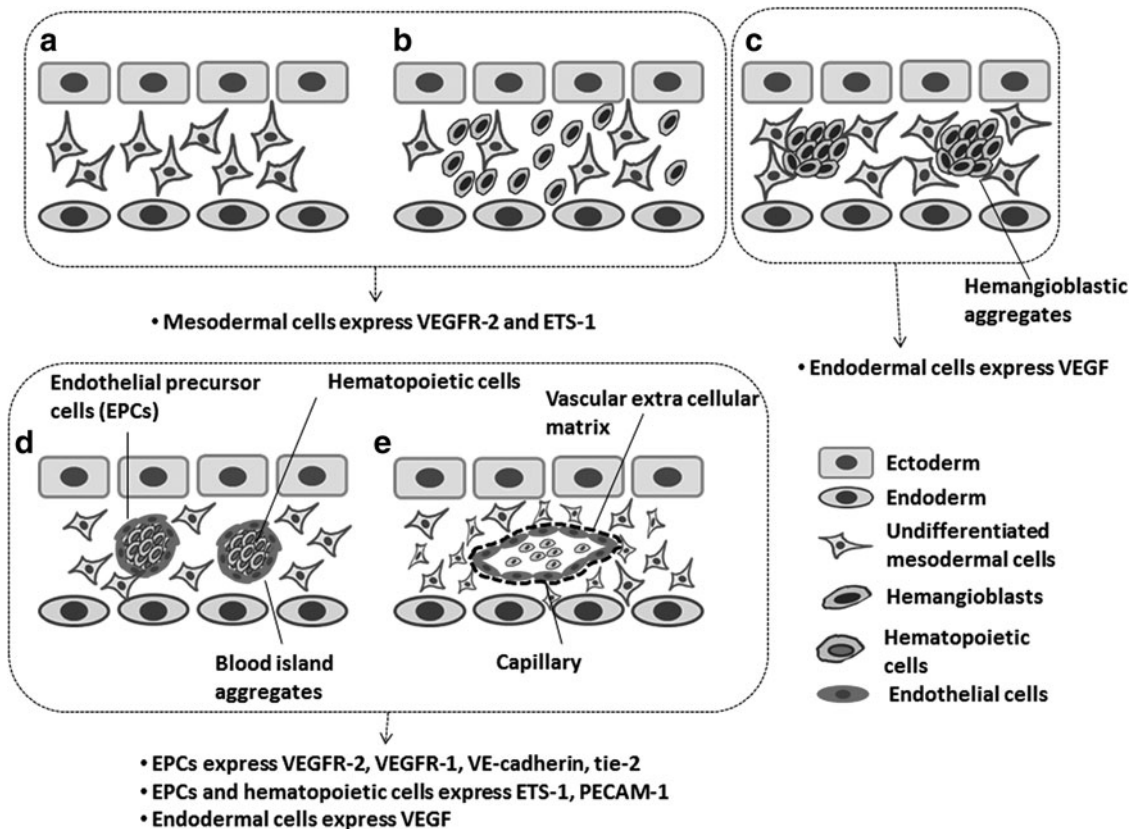 a
b
c
• Mesodermal cells express VEGFR-2 and ETS-1
Hemangioblastic
aggregates
• Endodermal cells express VEGF
Endothelial precursor
cells (EPCs)
Hematopoietic cells
Vascular extra cellular
matrix
d
e
Blood island
aggregates
Capillary
Ectoderm
Endoderm
Undifferentiated
mesodermal cells
Hemangioblasts
Hematopoietic
cells
Endothelial cells
• EPCs express VEGFR-2, VEGFR-1, VE-cadherin, tie-2
• EPCs and hematopoietic cells express ETS-1, PECAM-1
• Endodermal cells express VEGF